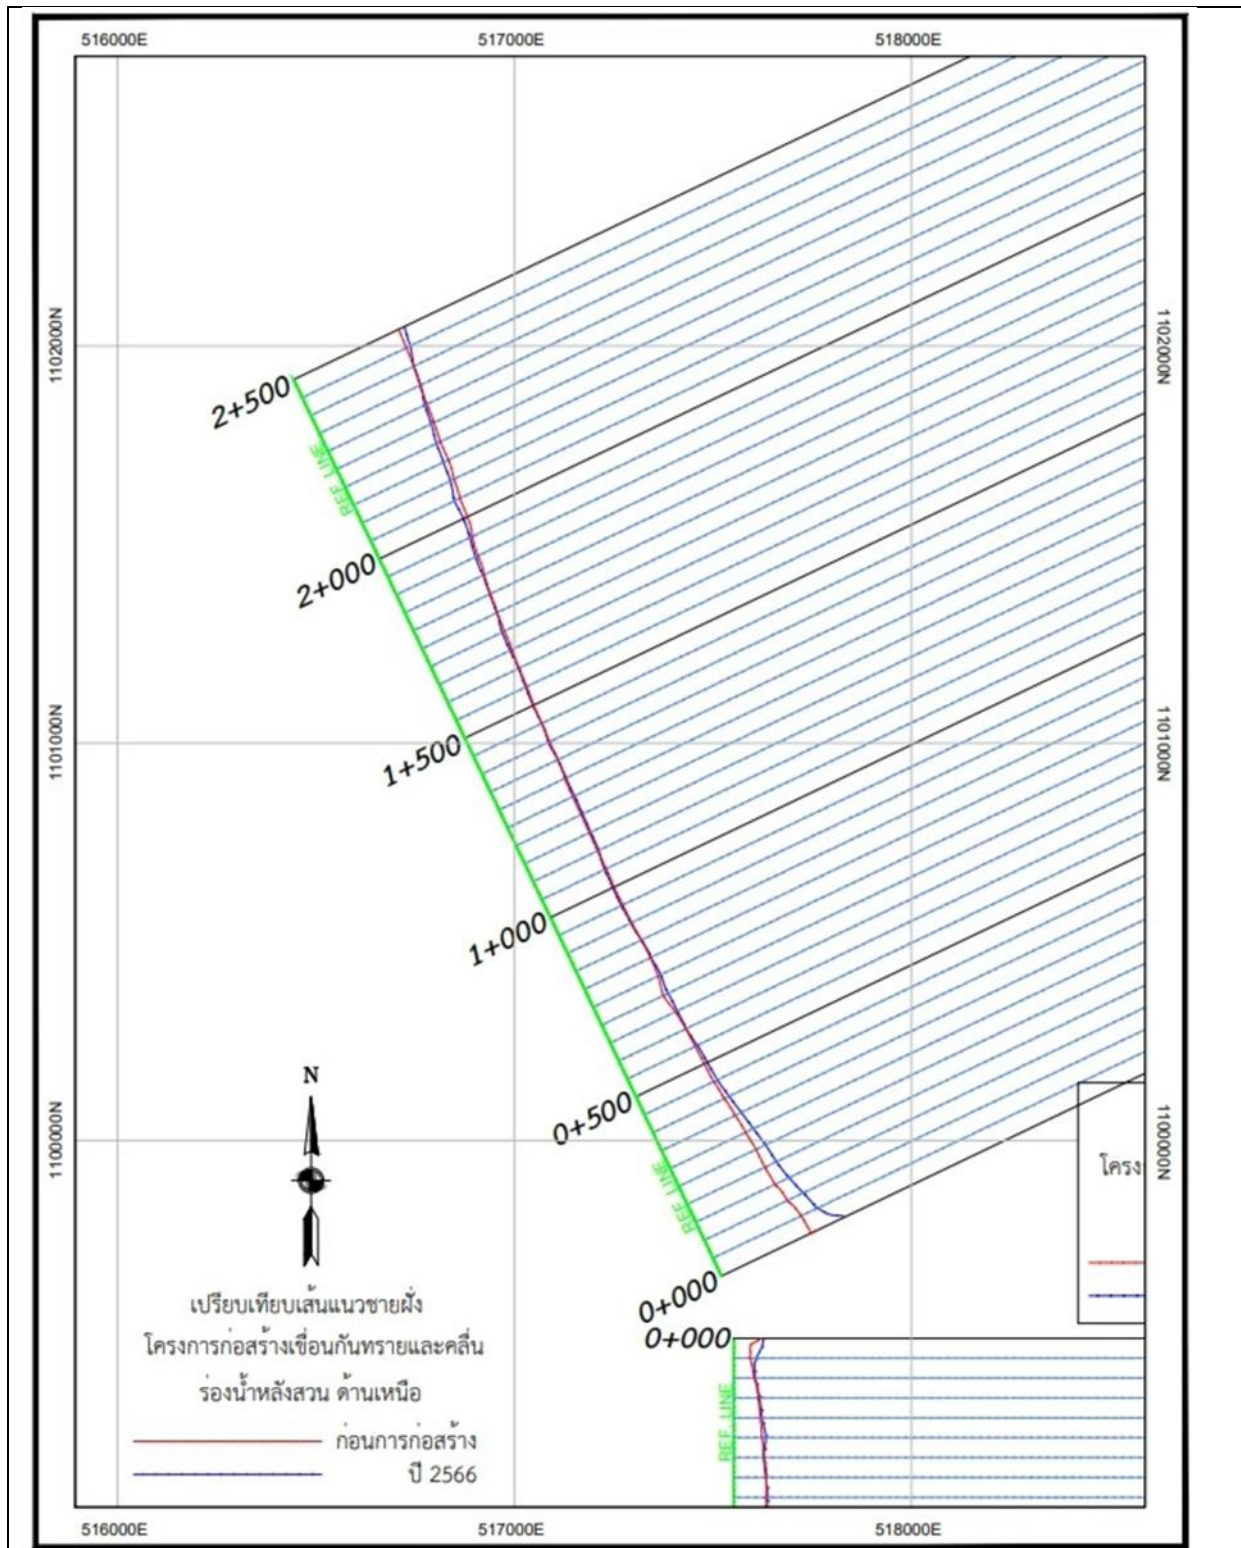 516000E 517000E 518000E
1102000N 1102000N
2+500
REF. LINE
2+000
1101000N 1101000N
1+500
1+000
N
0+500
1100000N 1100000N
โครง
REF. LINE
0+000
0+000
เปรียบเทียบเส้นแนวชายฝั่ง
โครงการก่อสร้างเขื่อนกันทรายและคลื่น
ร่องน้ำหลังสวน ด้านเหนือ
REF. LINE
ก่อนการก่อสร้าง
ปี 2566
516000E 517000E 518000E